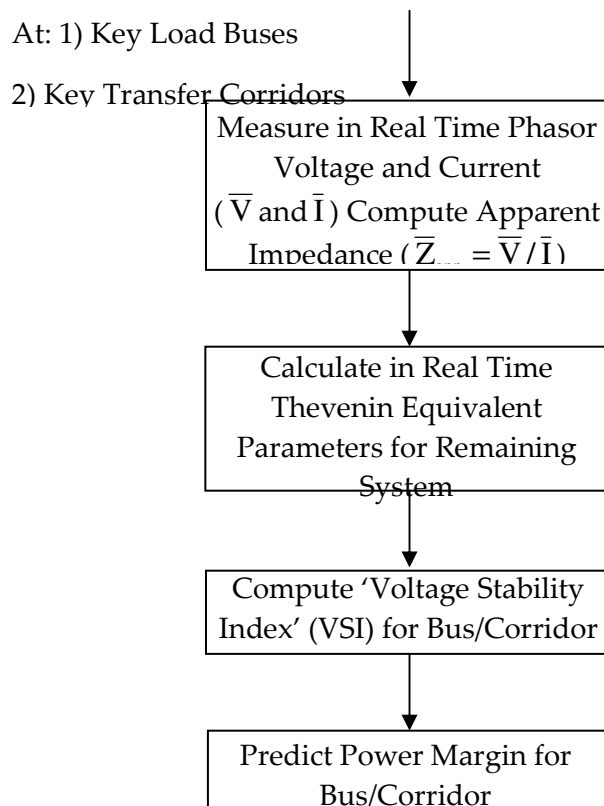 At: 1) Key Load Buses
2) Key Transfer Corridors
Measure in Real Time Phasor
Voltage and Current
( V̅ and I̅ ) Compute Apparent
Impedance ( Z̅ = V̅ / I̅ )
Calculate in Real Time
Thevenin Equivalent
Parameters for Remaining
System
Compute ‘Voltage Stability
Index’ (VSI) for Bus/Corridor
Predict Power Margin for
Bus/Corridor